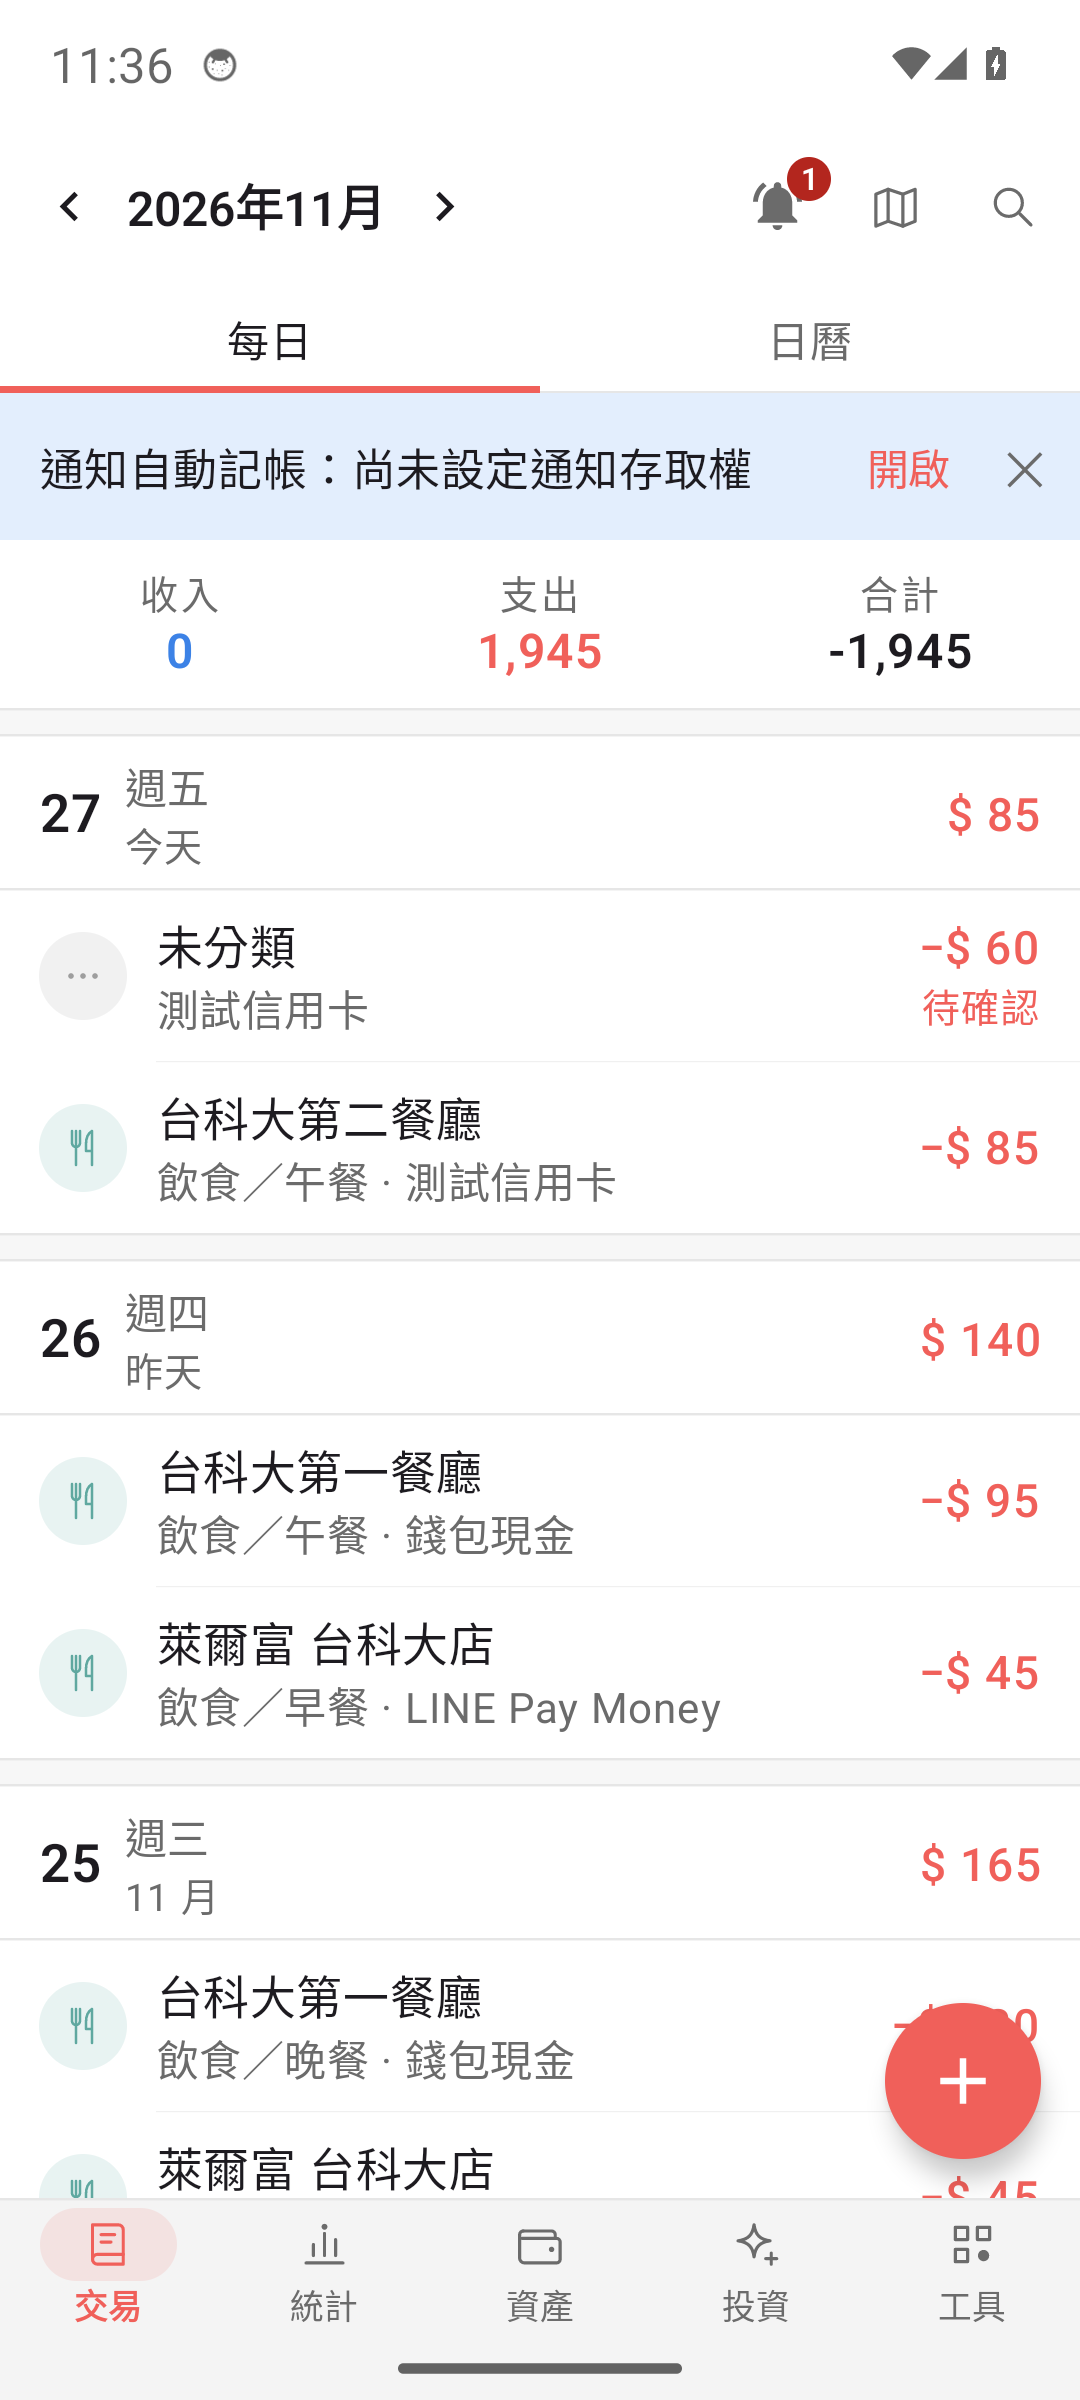 11:36
2026年11月
1
每日
日曆
通知自動記帳：尚未設定通知存取權
開啟
收入
支出
合計
0
1,945
-1,945
27
週五
今天
$ 85
未分類
測試信用卡
−$ 60
待確認
台科大第二餐廳
飲食／午餐 · 測試信用卡
−$ 85
26
週四
昨天
$ 140
台科大第一餐廳
飲食／午餐 · 錢包現金
−$ 95
萊爾富 台科大店
飲食／早餐 · LINE Pay Money
−$ 45
25
週三
11 月
$ 165
台科大第一餐廳
飲食／晚餐 · 錢包現金
萊爾富 台科大店
−$ 45
交易
統計
資產
投資
工具